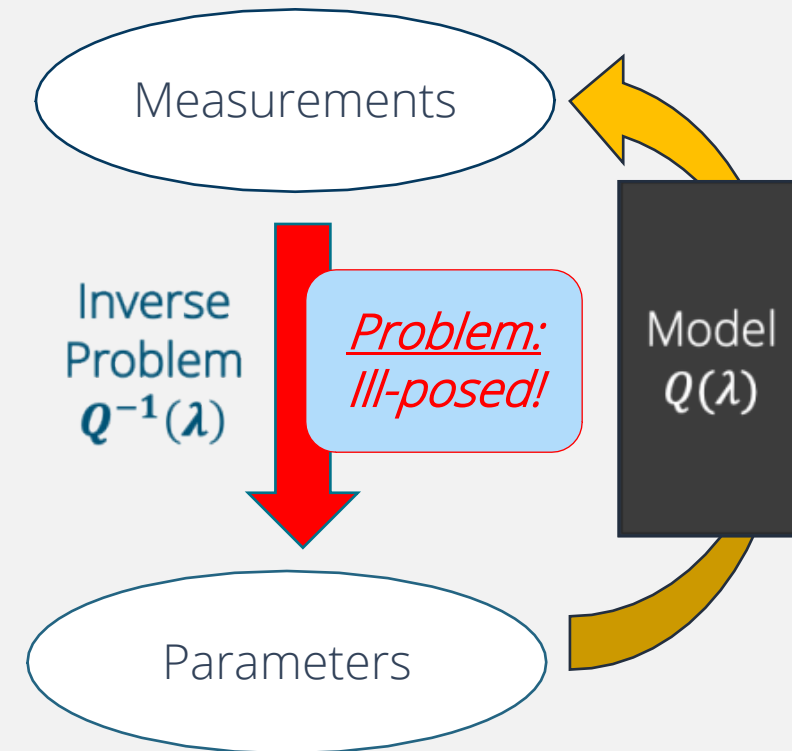 Measurements
Inverse
Problem
Q⁻¹(λ)
Problem:
Ill-posed!
Model
Q(λ)
Parameters